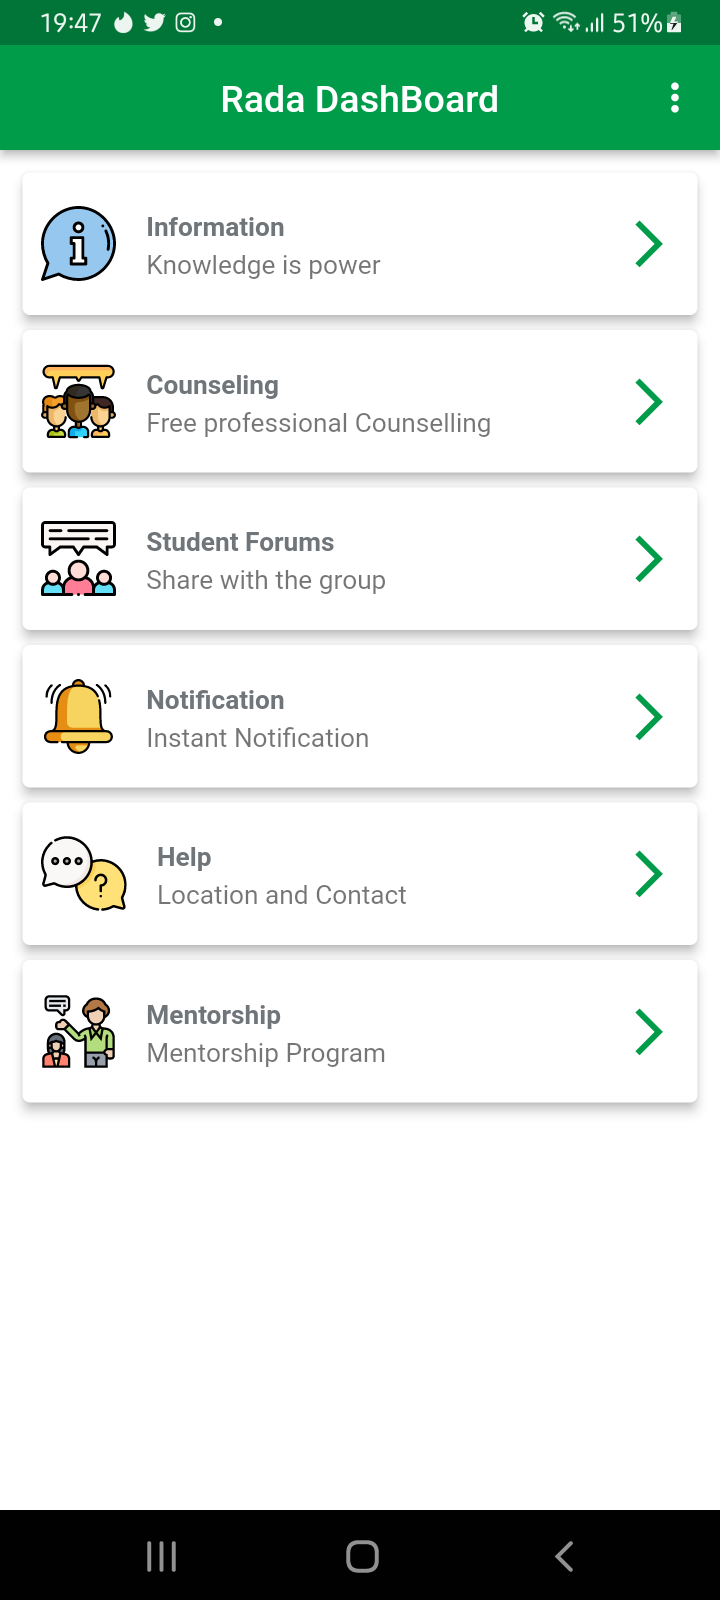 19:47 51%
Rada DashBoard
Information
Knowledge is power
Counseling
Free professional Counselling
Student Forums
Share with the group
Notification
Instant Notification
Help
Location and Contact
Mentorship
Mentorship Program